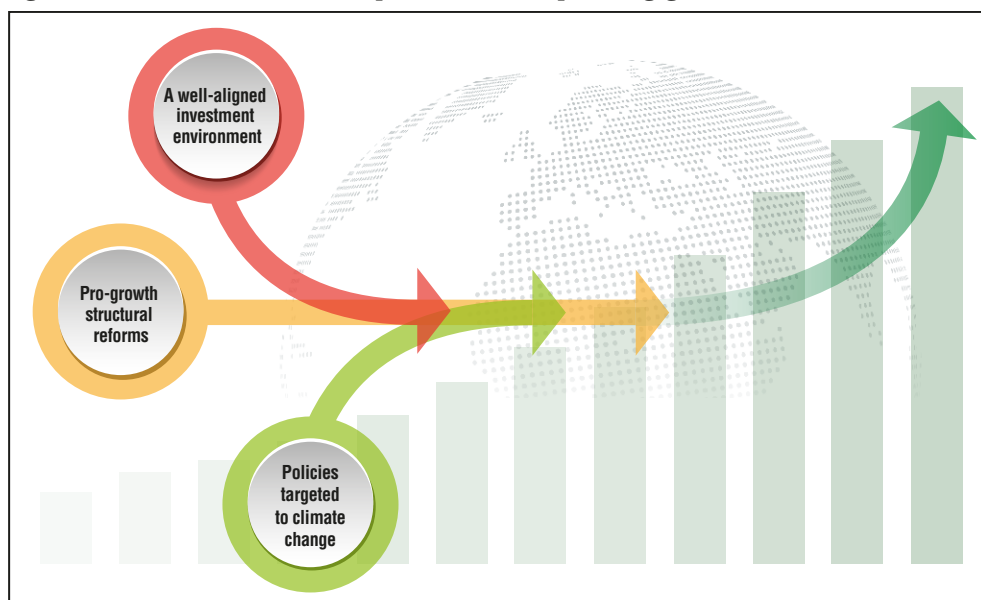 A well-aligned
investment
environment
Pro-growth
structural
reforms
Policies
targeted
to climate
change